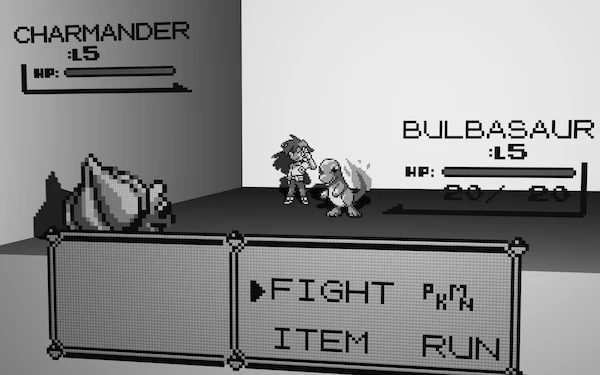 CHARMANDER
:L5
HP:
BULBASAUR
:L5
HP:
20/ 20
FIGHT PKMN
ITEM RUN